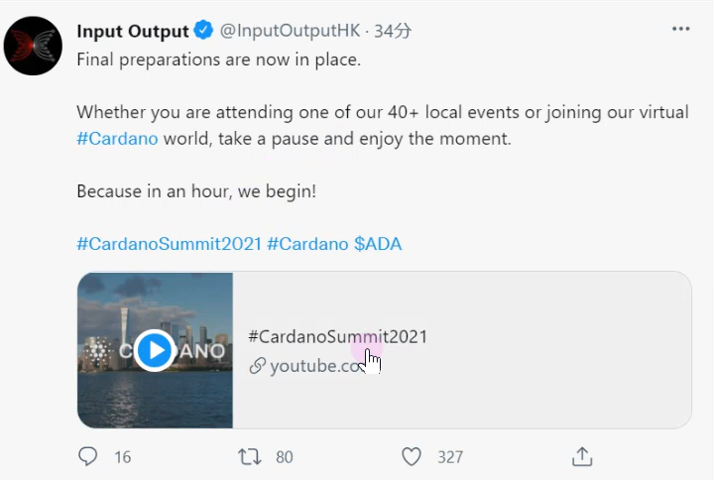 Input Output @InputOutputHK · 34分
Final preparations are now in place.
Whether you are attending one of our 40+ local events or joining our virtual
#Cardano world, take a pause and enjoy the moment.
Because in an hour, we begin!
#CardanoSummit2021 #Cardano $ADA
#CardanoSummit2021
youtube.co
C DANO
16 80 327